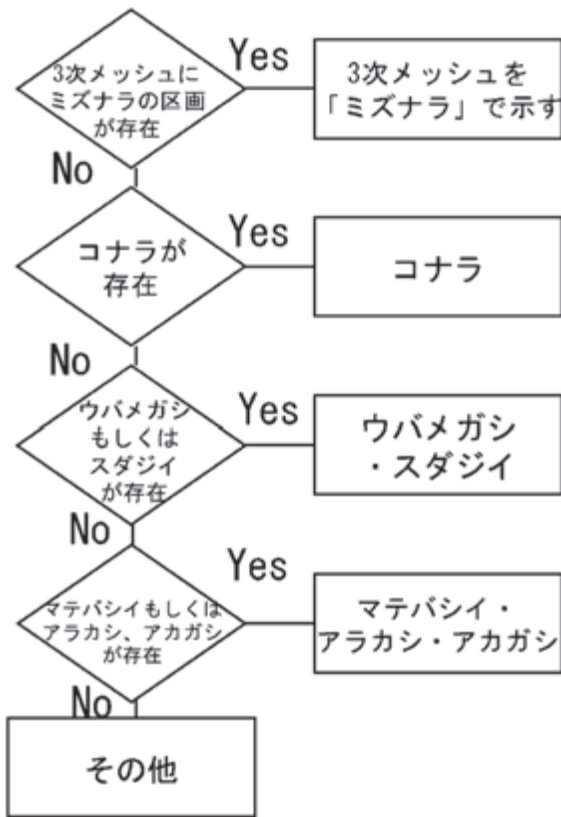 3次メッシュに
ミズナラの区画
が存在
Yes
3次メッシュを
「ミズナラ」で示す
No
コナラが
存在
Yes
コナラ
No
ウバメガシ
もしくは
スダジイ
が存在
Yes
ウバメガシ
・スダジイ
No
マテバシイもしくは
アラカシ、アカガシ
が存在
Yes
マテバシイ・
アラカシ・アカガシ
No
その他